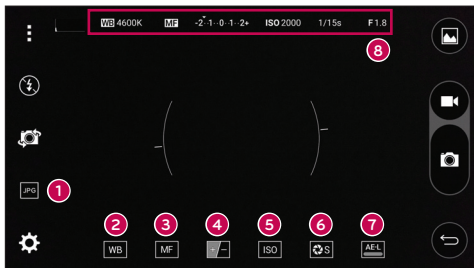 WB 4600K MF -2··1··0··1··2+ ISO 2000 1/15s F1.8
8
JPG 1
2 3 4 5 6 7
WB MF +/- ISO S AE-L